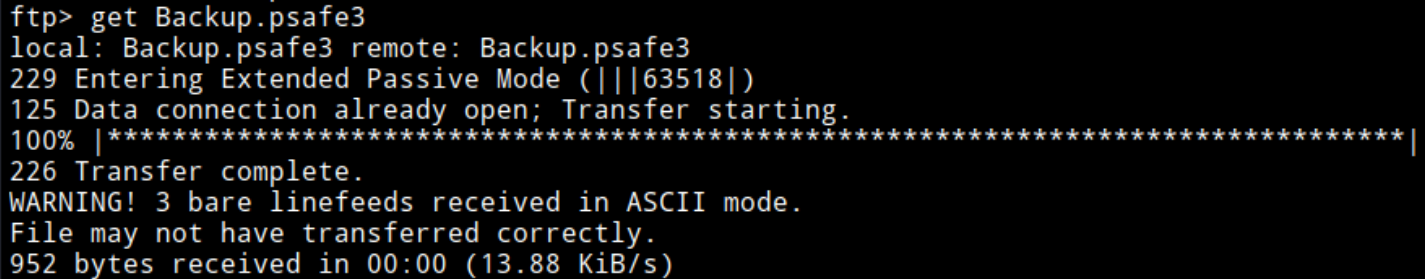 ftp> get Backup.psafe3
local: Backup.psafe3 remote: Backup.psafe3
229 Entering Extended Passive Mode (|||63518|)
125 Data connection already open; Transfer starting.
100% |********************************************************************************|
226 Transfer complete.
WARNING! 3 bare linefeeds received in ASCII mode.
File may not have transferred correctly.
952 bytes received in 00:00 (13.88 KiB/s)